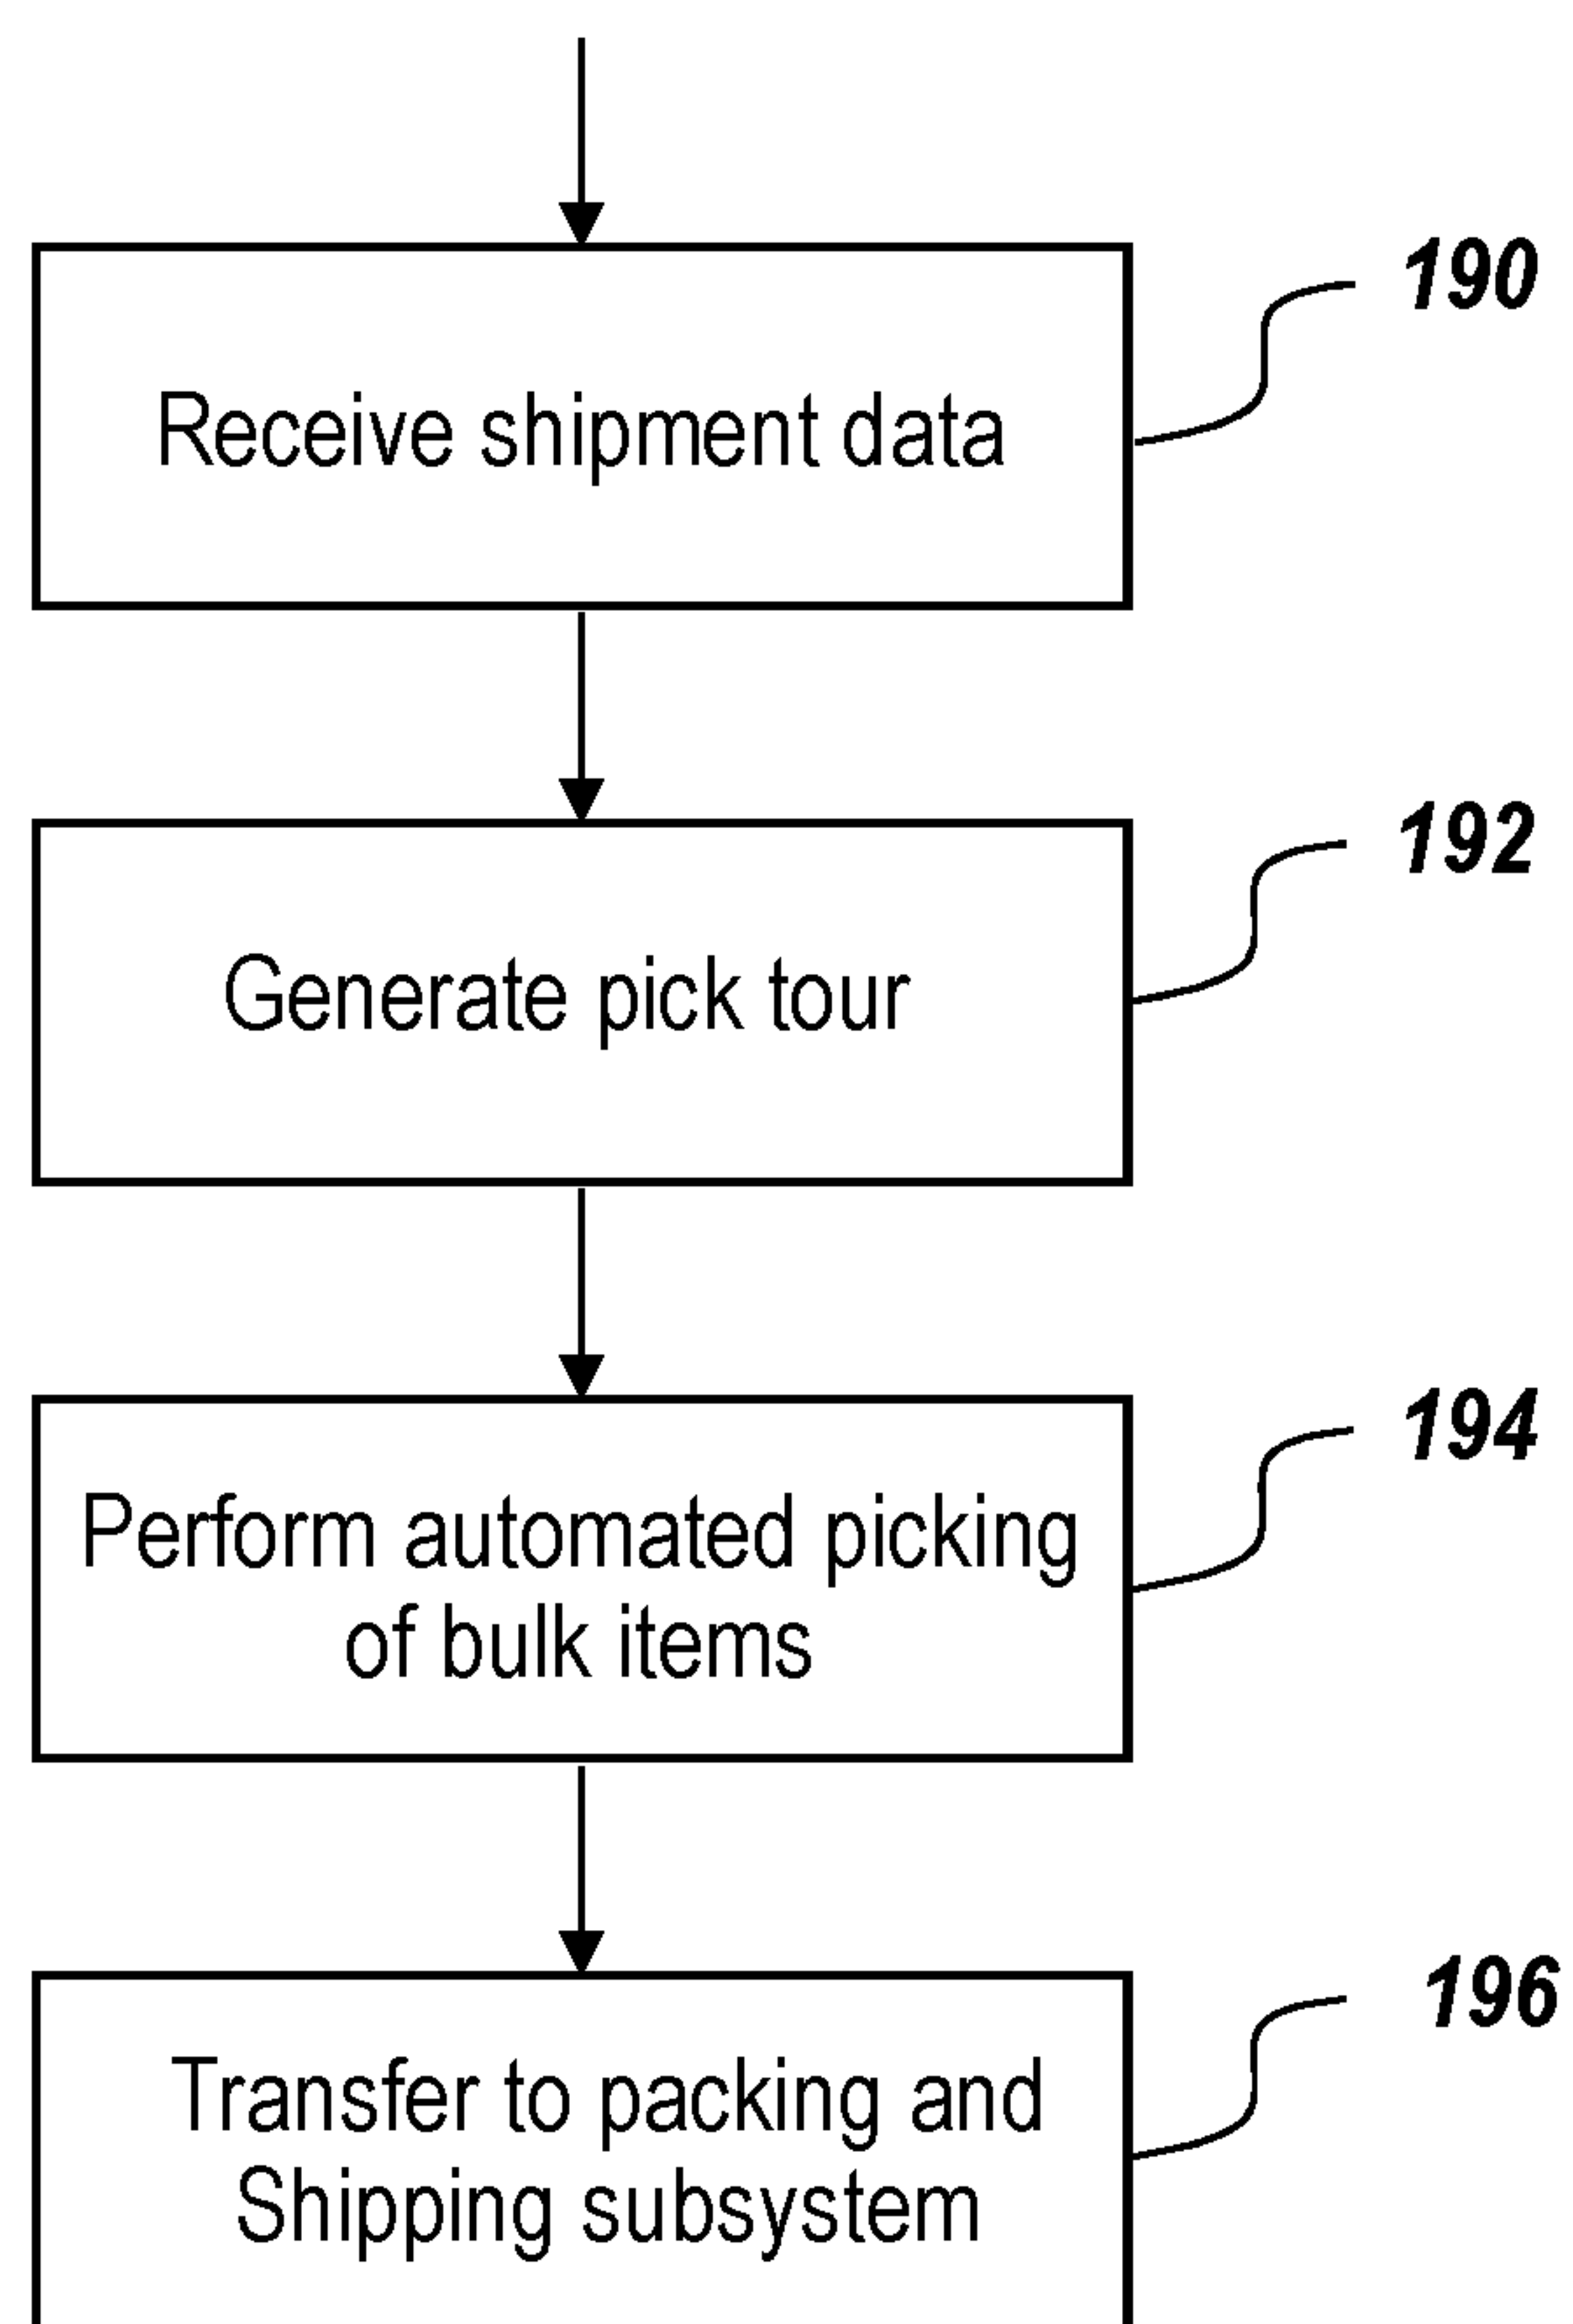 190
Receive shipment data
192
Generate pick tour
194
Perform automated picking
of bulk items
196
Transfer to packing and
Shipping subsystem